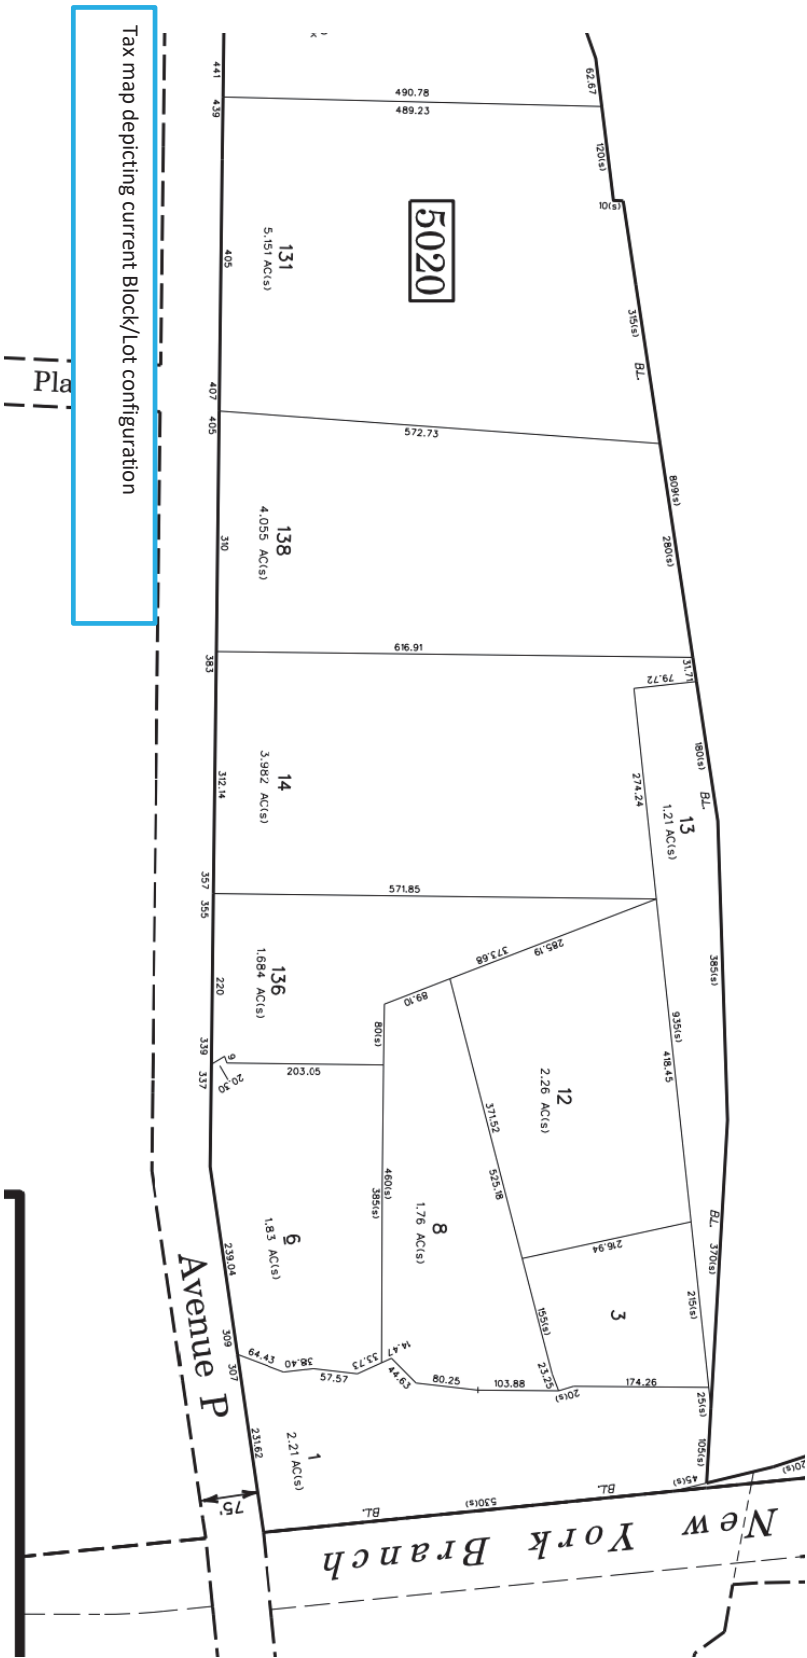 Tax map depicting current Block/Lot configuration
441
439
490.78
489.23
62.67
120(s)
10(s)
5020
131
5.151 AC(s)
405
315(s)
B.L.
Pla
407
405
572.73
809(s)
138
4.055 AC(s)
310
280(s)
383
616.91
31.71
79.72
180(s)
B.L.
14
3.982 AC(s)
312.14
274.24
13
1.21 AC(s)
357
355
571.85
285.19
373.68
385(s)
136
1.684 AC(s)
220
89.10
80(s)
935(s)
418.45
339
337
9
20.30
203.05
12
2.26 AC(s)
371.52
525.18
460(s)
385(s)
8
1.76 AC(s)
B.L.
370(s)
216.94
6
1.83 AC(s)
239.04
Avenue P
215(s)
3
155(s)
309
307
64.43
38.40
57.57
33.73
14.47
44.63
80.25
103.88
23.25
20(s)
174.26
25(s)
231.62
1
2.21 AC(s)
105(s)
45(s)
20(s)
75'
B.L.
530(s)
B.L.
New York Branch